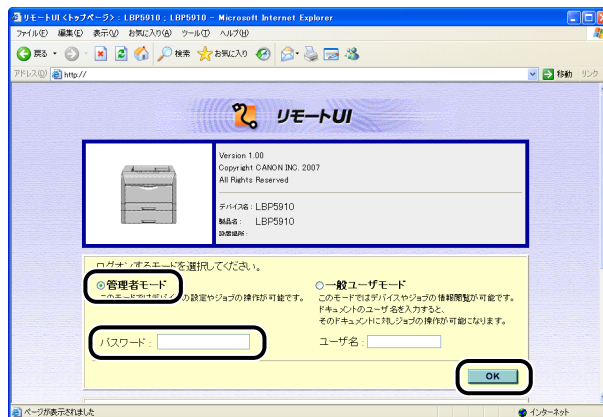 リモートUI <トップページ> : LBP5910 ; LBP5910 - Microsoft Internet Explorer
ファイル(F) 編集(E) 表示(V) お気に入り(A) ツール(T) ヘルプ(H)
戻る 検索 お気に入り
アドレス(D) http:// 移動 リンク
リモートUI
Version 1.00
Copyright CANON INC. 2007
All Rights Reserved
デバイス名 : LBP5910
製品名 : LBP5910
設置場所 :
ログオンするモードを選択してください。
管理者モード
このモードではデバイスの設定やジョブの操作が可能です。
パスワード :
一般ユーザモード
このモードではデバイスやジョブの情報閲覧が可能です。
ドキュメントのユーザ名を入力すると、
そのドキュメントに対しジョブの操作が可能になります。
ユーザ名 :
OK
ページが表示されました インターネット